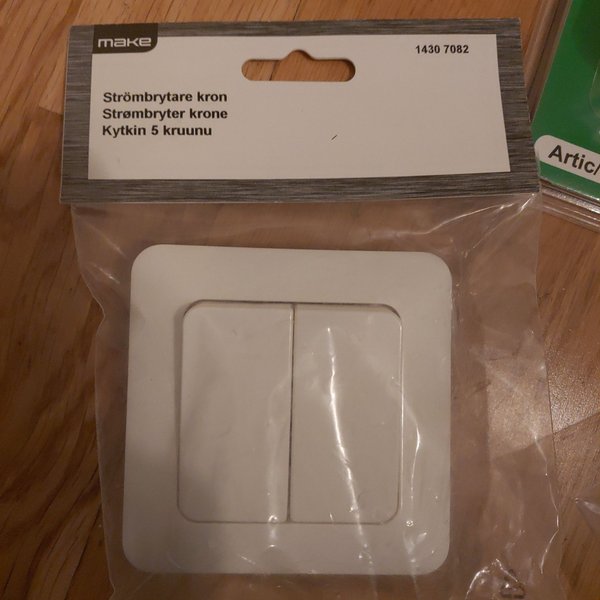 make
1430 7082
Strömbrytare kron
Strømbryter krone
Kytkin 5 kruunu
Artic/